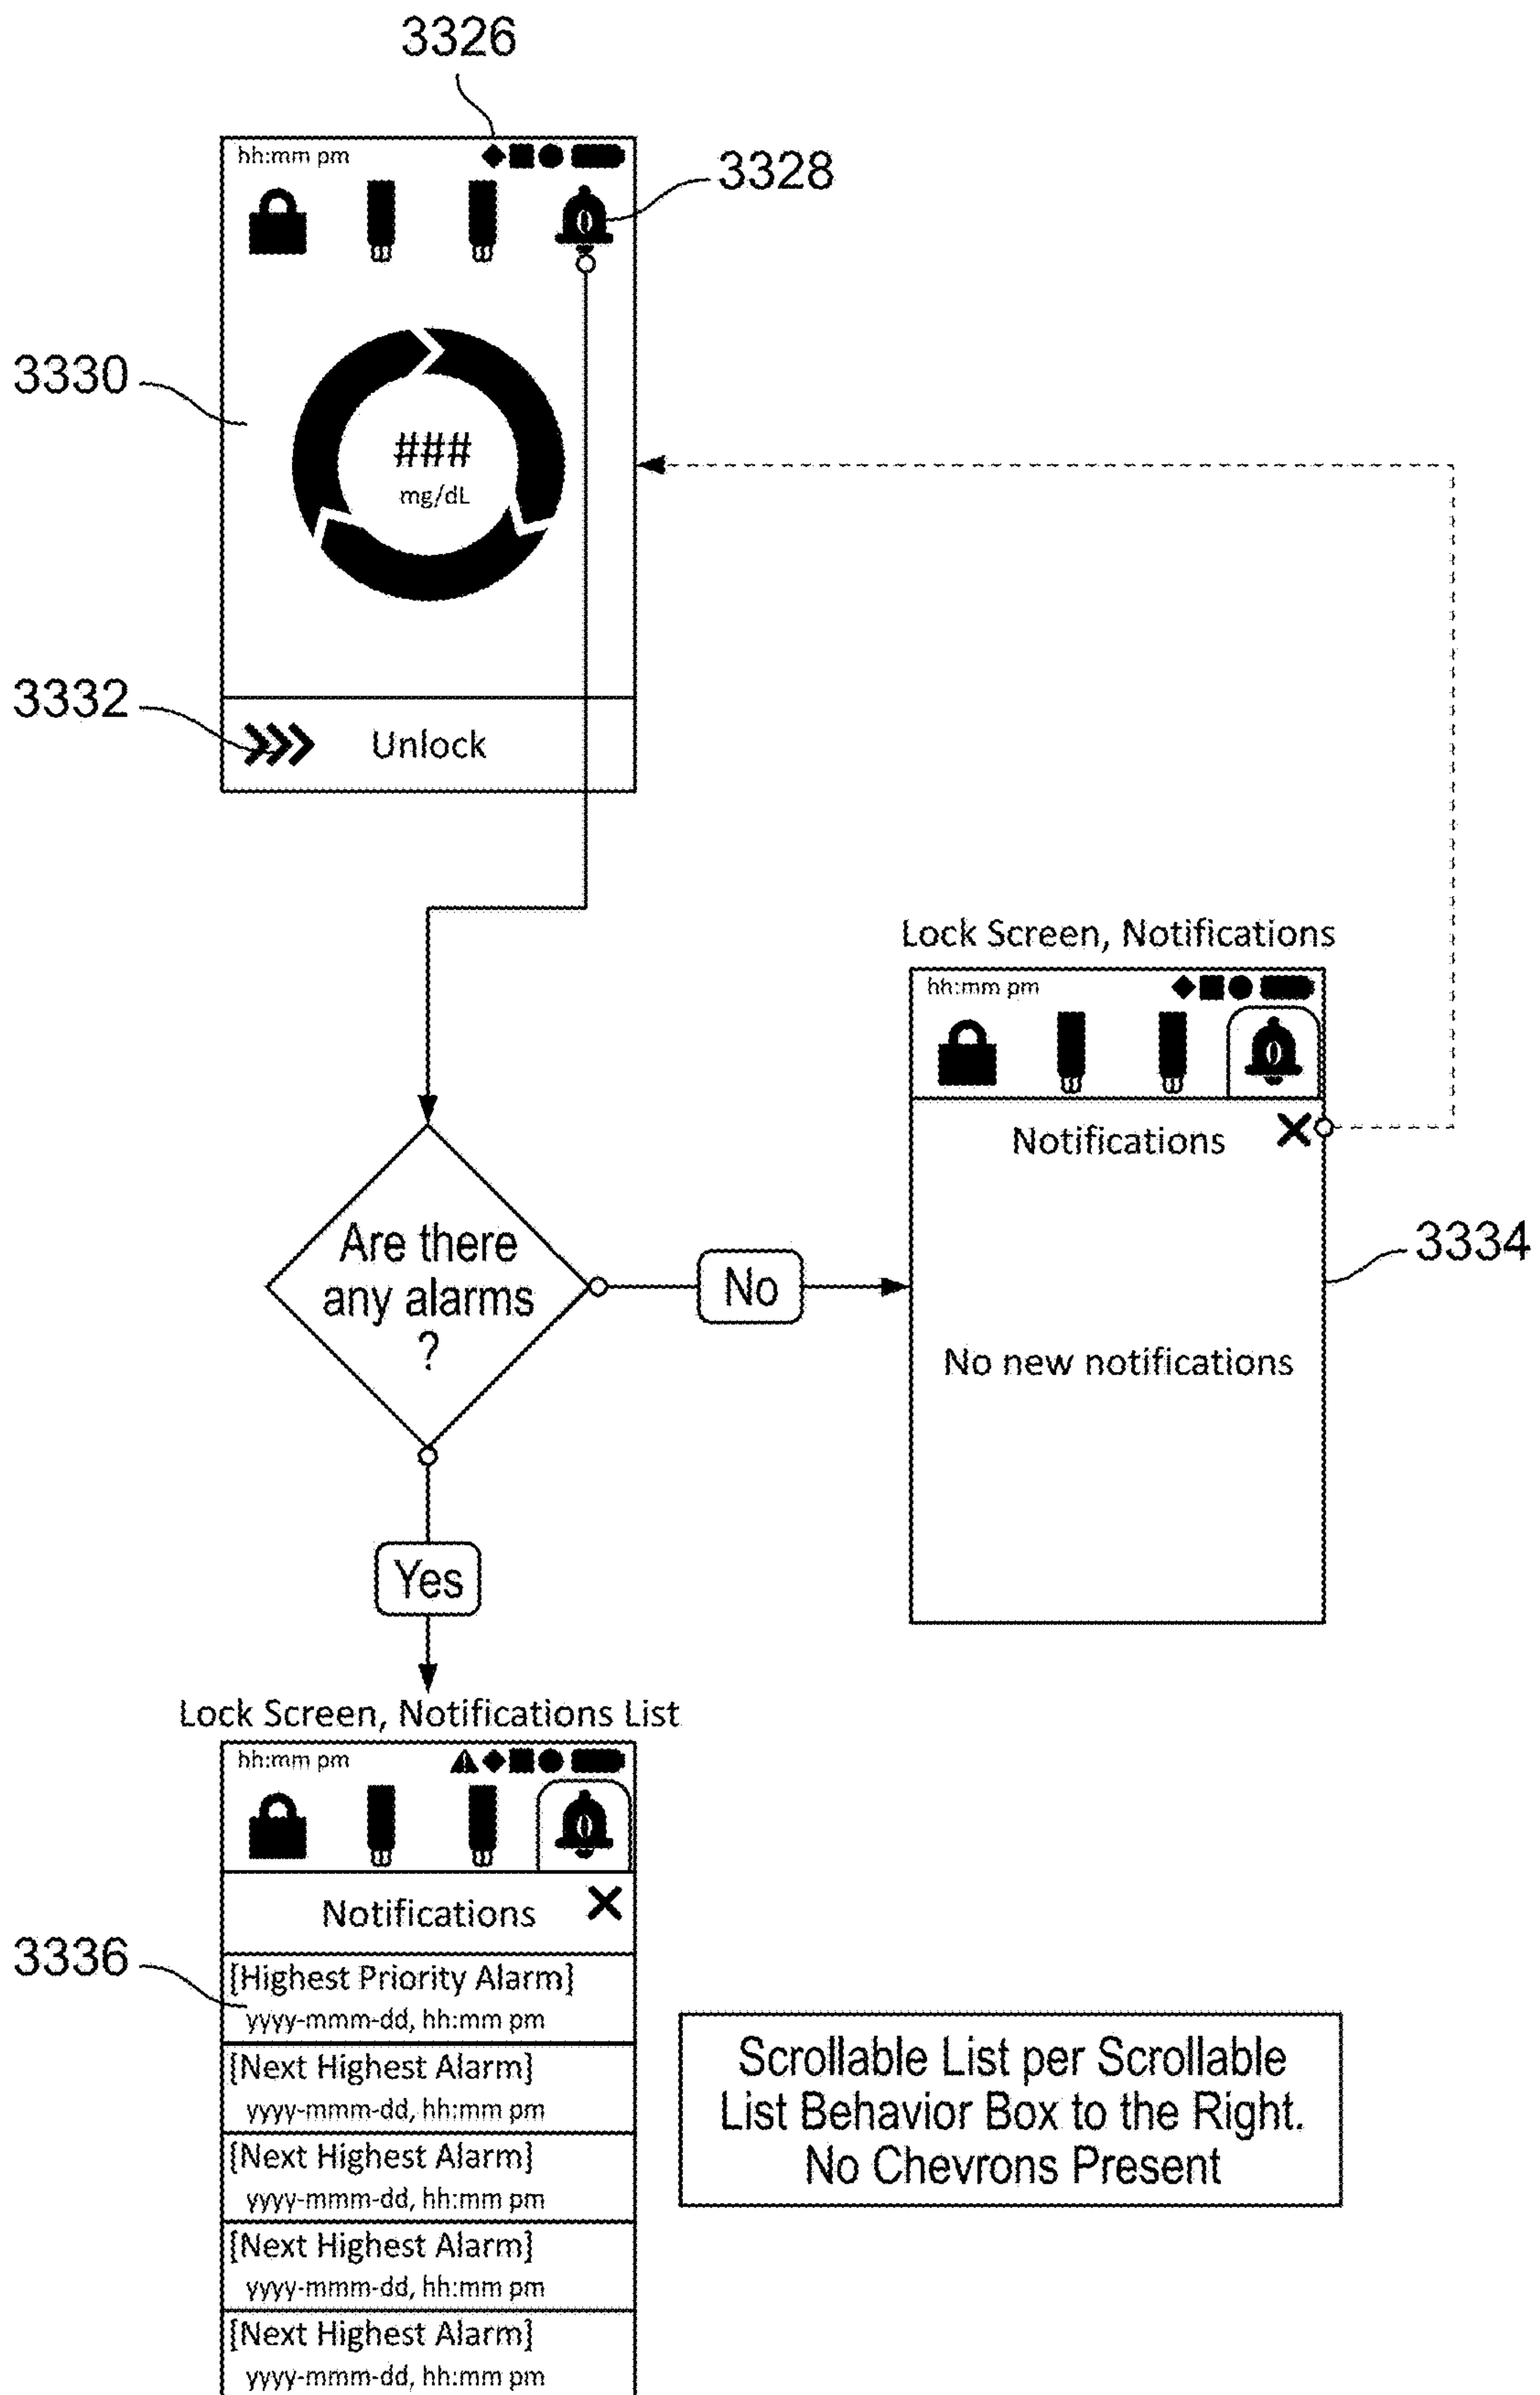 3326
hh:mm pm
3328
0
3330
###
mg/dL
3332
Unlock
Lock Screen, Notifications
hh:mm pm
0
Notifications
Are there
any alarms
?
No
3334
No new notifications
Yes
Lock Screen, Notifications List
hh:mm pm
Notifications
3336
[Highest Priority Alarm]
yyyy-mmm-dd, hh:mm pm
[Next Highest Alarm]
yyyy-mmm-dd, hh:mm pm
[Next Highest Alarm]
yyyy-mmm-dd, hh:mm pm
[Next Highest Alarm]
yyyy-mmm-dd, hh:mm pm
[Next Highest Alarm]
yyyy-mmm-dd, hh:mm pm
Scrollable List per Scrollable
List Behavior Box to the Right.
No Chevrons Present